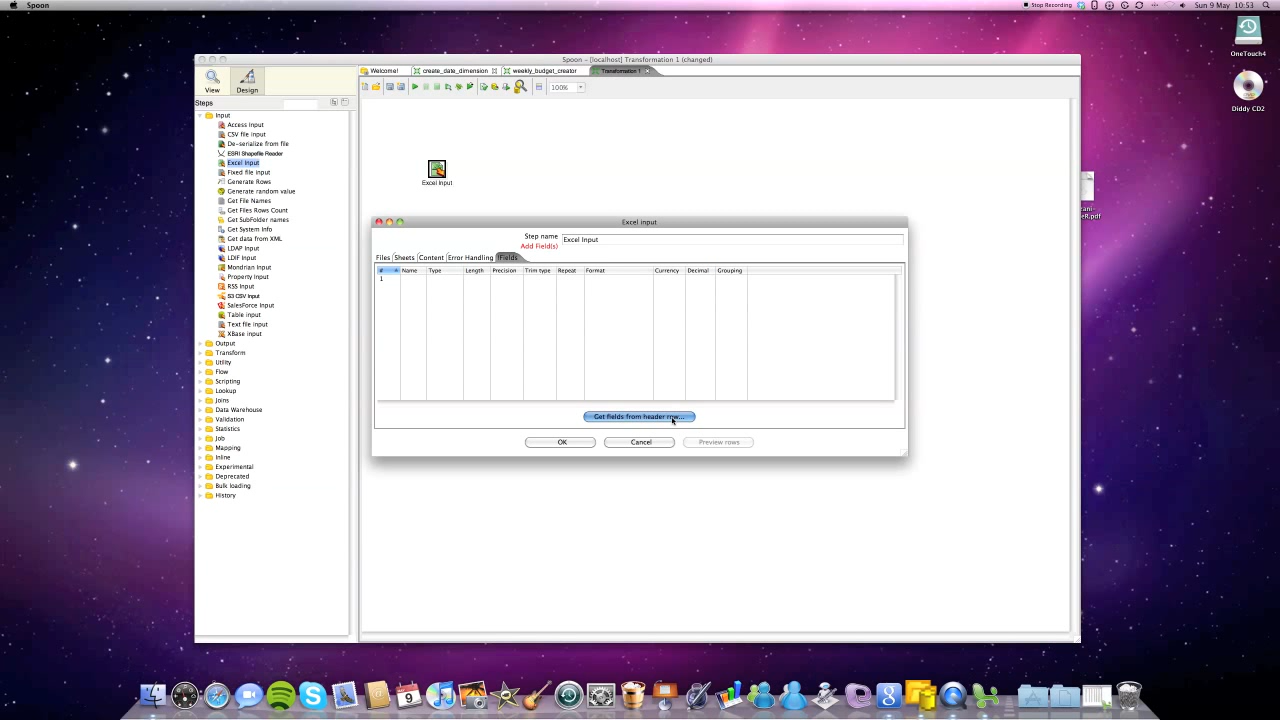 Spoon
Stop Recording
Sun 9 May 10:53
Spoon – [localhost] Transformation 1 (changed)
View
Design
Welcome!
create_date_dimension
weekly_budget_creator
Transformation 1
100%
Steps
Input
Access Input
CSV file input
De-serialize from file
ESRI Shapefile Reader
Excel Input
Fixed file input
Generate Rows
Generate random value
Get File Names
Get Files Rows Count
Get SubFolder names
Get System Info
Get data from XML
LDAP Input
LDIF Input
Mondrian Input
Property Input
RSS Input
S3 CSV Input
SalesForce Input
Table input
Text file input
XBase input
Output
Transform
Utility
Flow
Scripting
Lookup
Joins
Data Warehouse
Validation
Statistics
Job
Mapping
Inline
Experimental
Deprecated
Bulk loading
History
Excel Input
Excel input
Step name
Excel Input
Add Field(s)
Files
Sheets
Content
Error Handling
!Fields
#
Name
Type
Length
Precision
Trim type
Repeat
Format
Currency
Decimal
Grouping
1
Get fields from header row...
OK
Cancel
Preview rows
OneTouch4
Diddy CD2
9